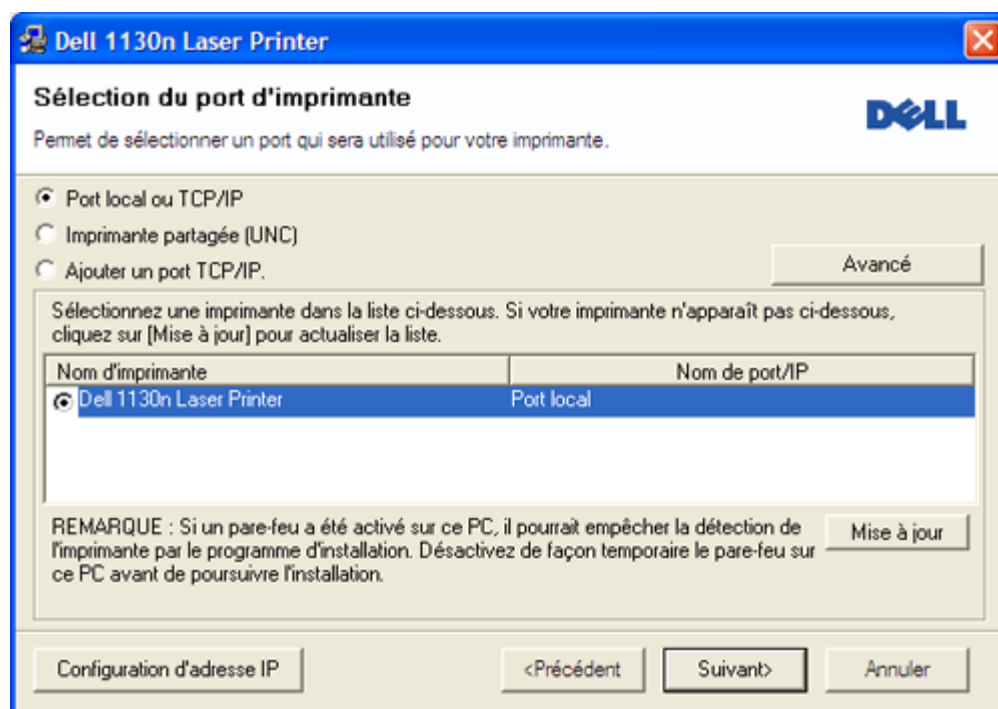 Dell 1130n Laser Printer
Sélection du port d'imprimante
DELL
Permet de sélectionner un port qui sera utilisé pour votre imprimante.
Port local ou TCP/IP
Imprimante partagée (UNC)
Ajouter un port TCP/IP.
Avancé
Sélectionnez une imprimante dans la liste ci-dessous. Si votre imprimante n'apparaît pas ci-dessous,
cliquez sur [Mise à jour] pour actualiser la liste.
Nom d'imprimante Nom de port/IP
Dell 1130n Laser Printer Port local
REMARQUE : Si un pare-feu a été activé sur ce PC, il pourrait empêcher la détection de
l'imprimante par le programme d'installation. Désactivez de façon temporaire le pare-feu sur
ce PC avant de poursuivre l'installation.
Mise à jour
Configuration d'adresse IP <Précédent Suivant> Annuler